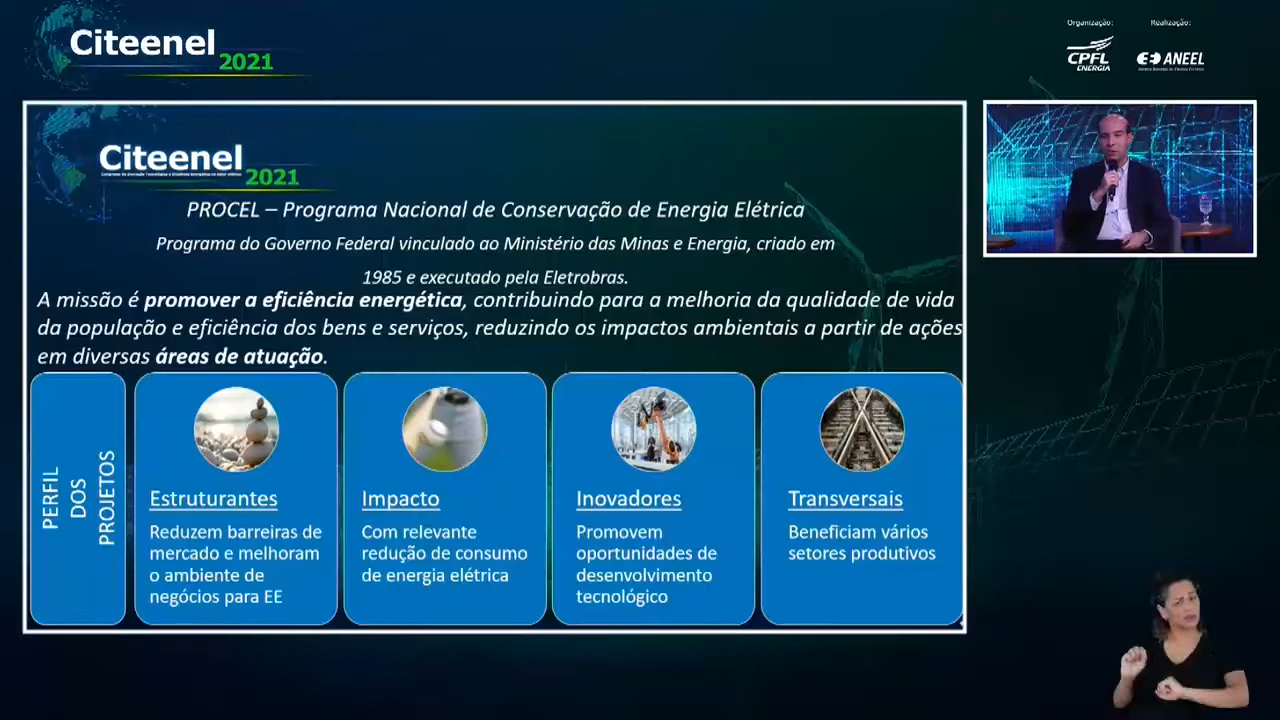 Citeenel
2021
Organização:
Realização:
CPFL
ENERGIA
ANEEL
Citeenel
2021
PROCEL – Programa Nacional de Conservação de Energia Elétrica
Programa do Governo Federal vinculado ao Ministério das Minas e Energia, criado em
1985 e executado pela Eletrobras.
A missão é promover a eficiência energética, contribuindo para a melhoria da qualidade de vida
da população e eficiência dos bens e serviços, reduzindo os impactos ambientais a partir de ações
em diversas áreas de atuação.
PERFIL
DOS
PROJETOS
Estruturantes
Reduzem barreiras de
mercado e melhoram
o ambiente de
negócios para EE
Impacto
Com relevante
redução de consumo
de energia elétrica
Inovadores
Promovem
oportunidades de
desenvolvimento
tecnológico
Transversais
Beneficiam vários
setores produtivos